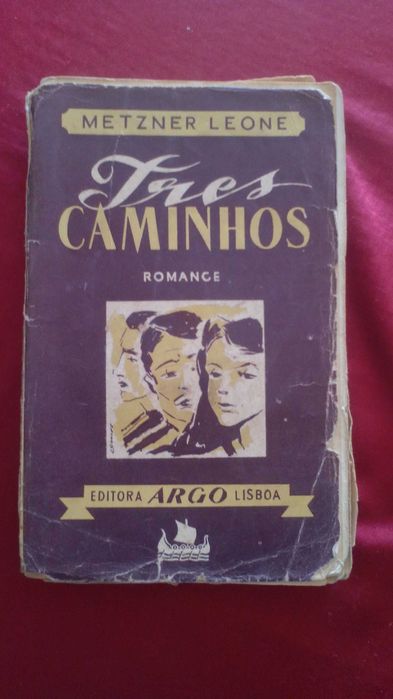 METZNER LEONE
Tres
CAMINHOS
ROMANCE
EDITORA ARGO LISBOA